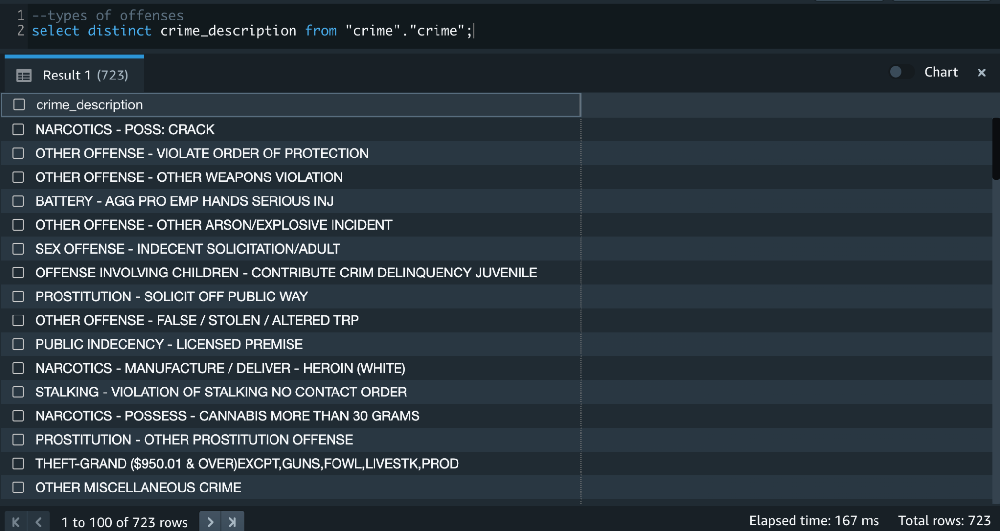 1 --types of offenses
2 select distinct crime_description from "crime"."crime";
Result 1 (723)
Chart
crime_description
NARCOTICS - POSS: CRACK
OTHER OFFENSE - VIOLATE ORDER OF PROTECTION
OTHER OFFENSE - OTHER WEAPONS VIOLATION
BATTERY - AGG PRO EMP HANDS SERIOUS INJ
OTHER OFFENSE - OTHER ARSON/EXPLOSIVE INCIDENT
SEX OFFENSE - INDECENT SOLICITATION/ADULT
OFFENSE INVOLVING CHILDREN - CONTRIBUTE CRIM DELINQUENCY JUVENILE
PROSTITUTION - SOLICIT OFF PUBLIC WAY
OTHER OFFENSE - FALSE / STOLEN / ALTERED TRP
PUBLIC INDECENCY - LICENSED PREMISE
NARCOTICS - MANUFACTURE / DELIVER - HEROIN (WHITE)
STALKING - VIOLATION OF STALKING NO CONTACT ORDER
NARCOTICS - POSSESS - CANNABIS MORE THAN 30 GRAMS
PROSTITUTION - OTHER PROSTITUTION OFFENSE
THEFT-GRAND ($950.01 & OVER)EXCPT,GUNS,FOWL,LIVESTK,PROD
OTHER MISCELLANEOUS CRIME
1 to 100 of 723 rows
Elapsed time: 167 ms
Total rows: 723